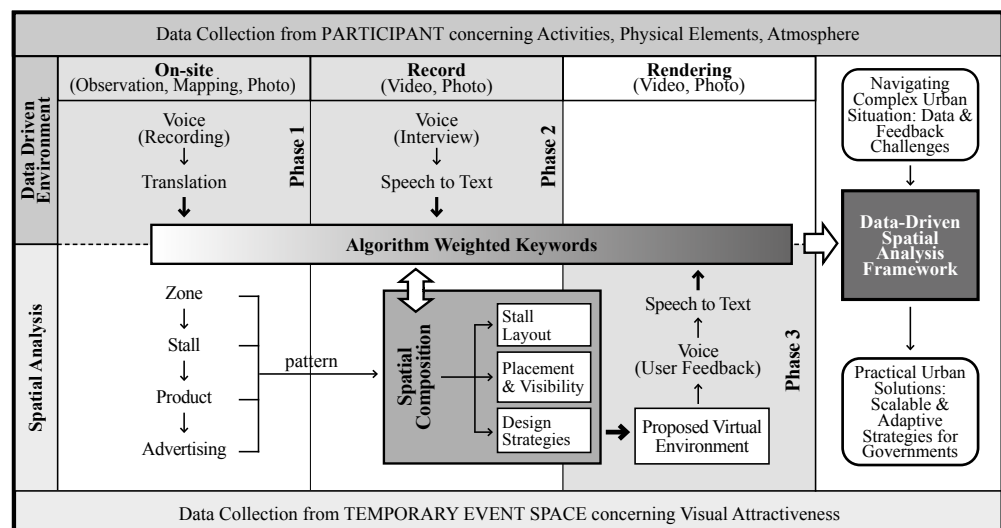 Data Collection from PARTICIPANT concerning Activities, Physical Elements, Atmosphere
Data Driven
Environment
On-site
(Observation, Mapping, Photo)
Voice
(Recording)
Translation
Phase 1
Record
(Video, Photo)
Voice
(Interview)
Speech to Text
Phase 2
Rendering
(Video, Photo)
Algorithm Weighted Keywords
Spatial Analysis
Zone
Stall
Product
Advertising
pattern
Spatial
Composition
Stall
Layout
Placement
& Visibility
Design
Strategies
Speech to Text
Voice
(User Feedback)
Proposed Virtual
Environment
Phase 3
Navigating
Complex Urban
Situation: Data &
Feedback
Challenges
Data-Driven
Spatial
Analysis
Framework
Practical Urban
Solutions:
Scalable &
Adaptive
Strategies for
Governments
Data Collection from TEMPORARY EVENT SPACE concerning Visual Attractiveness